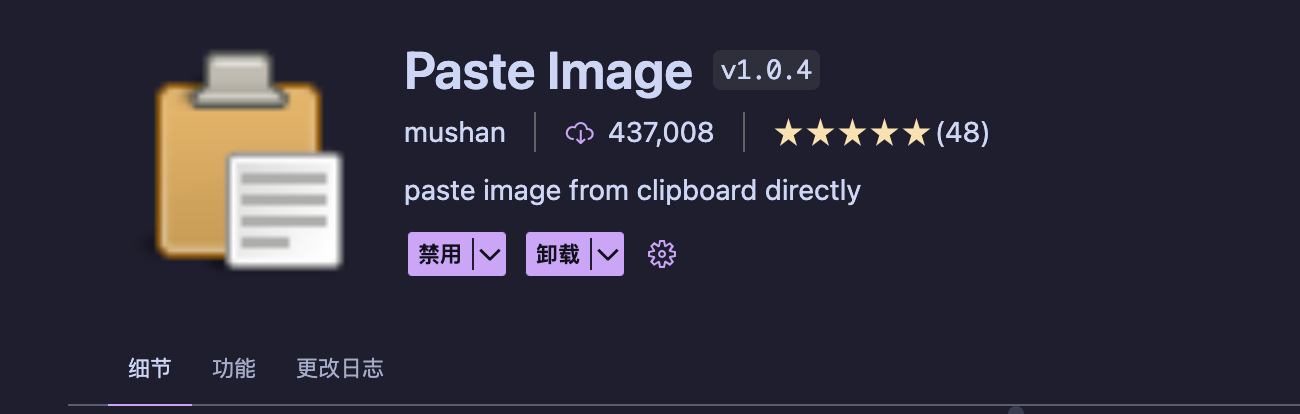 Paste Image v1.0.4
mushan 437,008 (48)
paste image from clipboard directly
禁用 卸载
细节 功能 更改日志